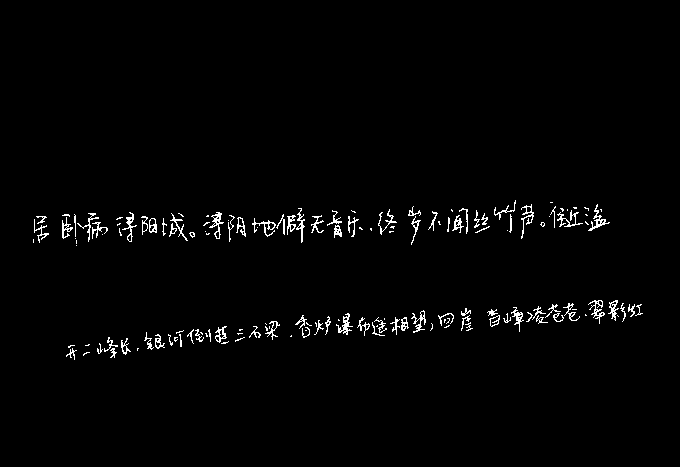 居卧病浔阳城。浔阳地僻无音乐,终岁不闻丝竹声。住近湓
开二峰长,银河倒挂三石梁,香炉瀑布遥相望,回崖沓嶂凌苍苍.翠影红